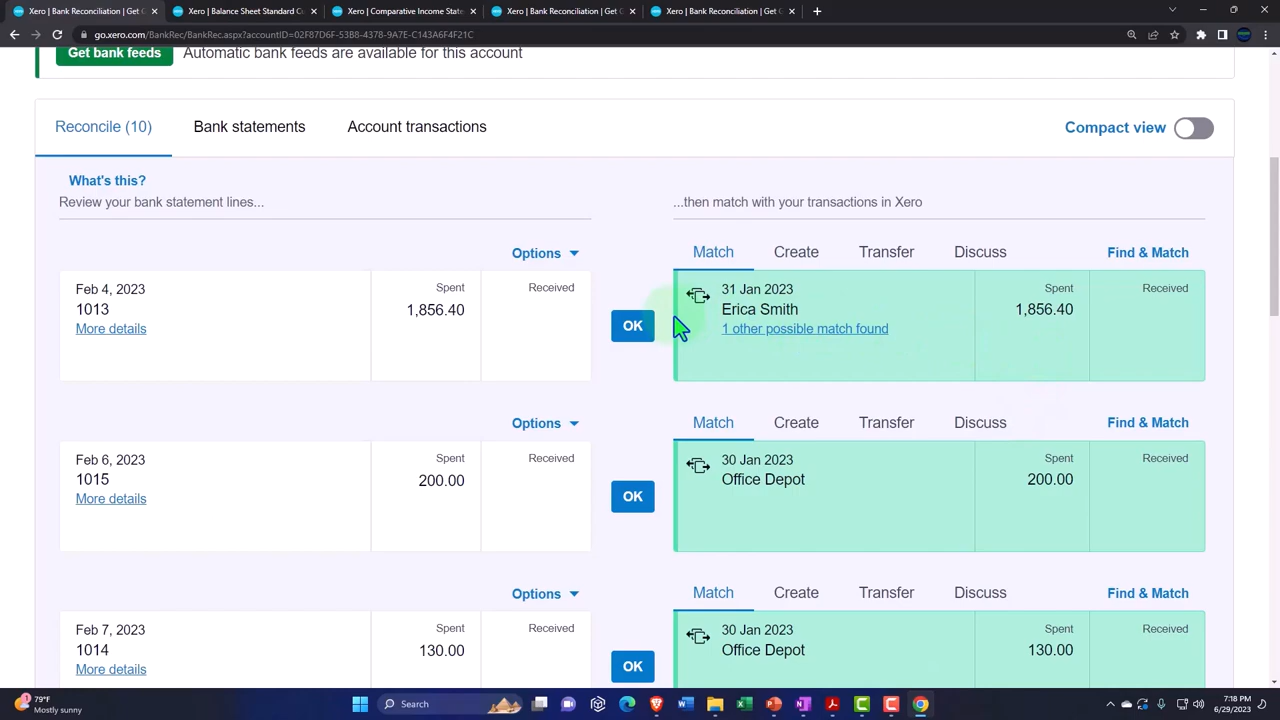 Xero | Bank Reconciliation | Get C
Xero | Balance Sheet Standard Cu
Xero | Comparative Income State
Xero | Bank Reconciliation | Get C
Xero | Bank Reconciliation | Get C
go.xero.com/BankRec/BankRec.aspx?accountID=02F87D6F-53B8-4378-9A7E-C143A6F4F21C
Get bank feeds Automatic bank feeds are available for this account
Reconcile (10) Bank statements Account transactions Compact view
What's this?
Review your bank statement lines... ...then match with your transactions in Xero
Options Match Create Transfer Discuss Find & Match
Feb 4, 2023 Spent Received 31 Jan 2023 Spent Received
1013 1,856.40 Erica Smith 1,856.40
More details OK 1 other possible match found
Options Match Create Transfer Discuss Find & Match
Feb 6, 2023 Spent Received 30 Jan 2023 Spent Received
1015 200.00 Office Depot 200.00
More details OK
Options Match Create Transfer Discuss Find & Match
Feb 7, 2023 Spent Received 30 Jan 2023 Spent Received
1014 130.00 Office Depot 130.00
More details OK
79°F
Mostly sunny
Search
7:18 PM
6/29/2023